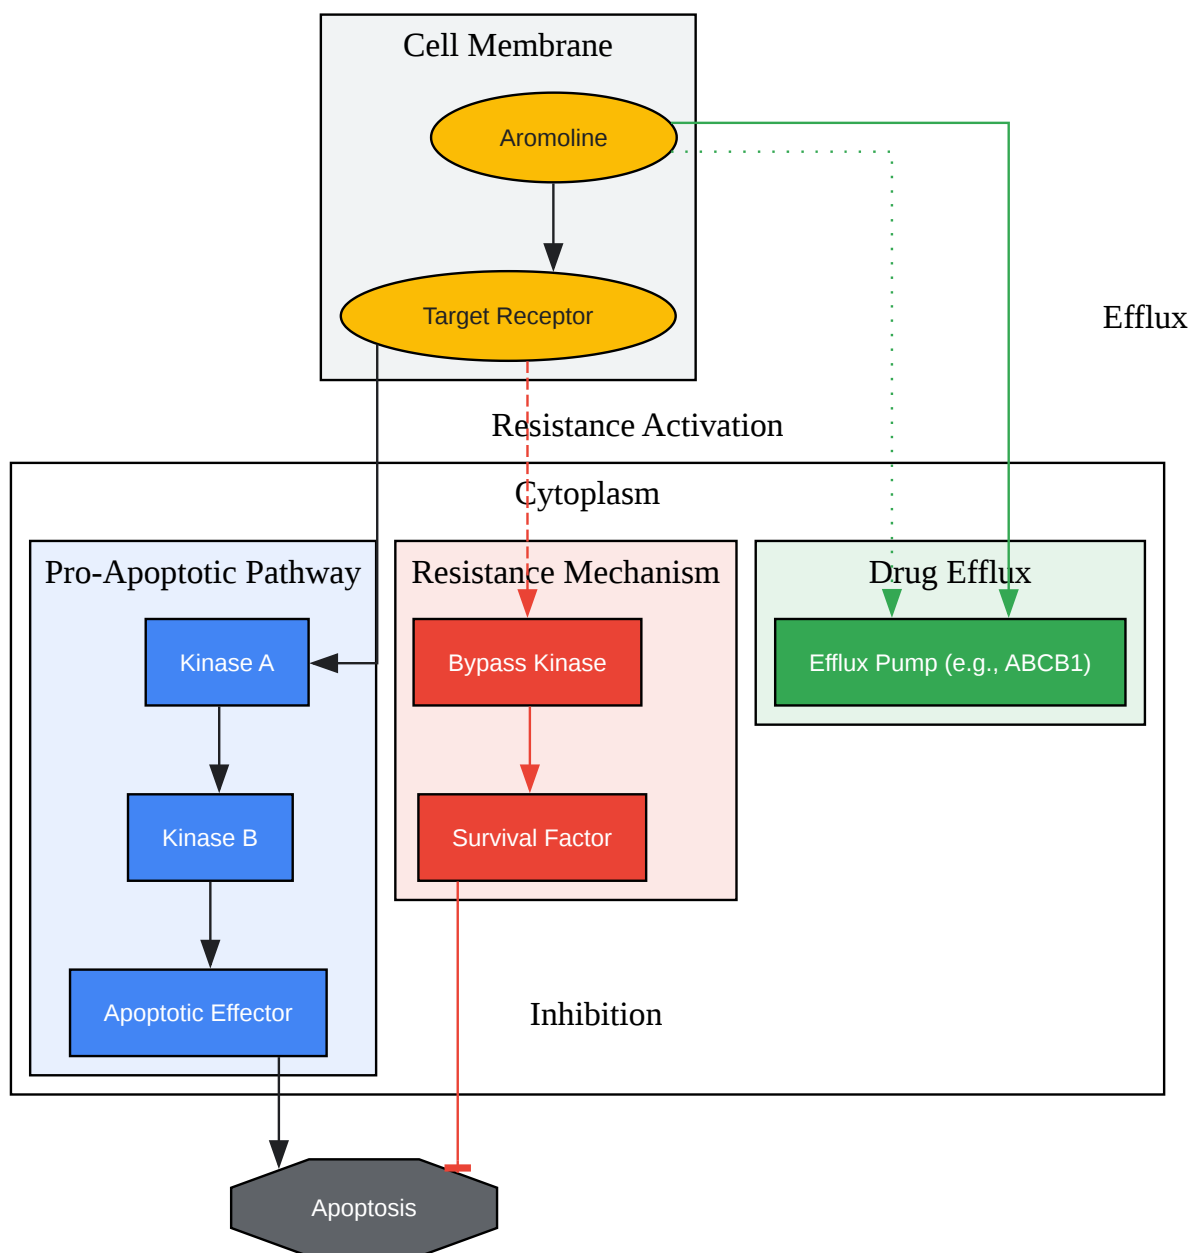 Cell Membrane
Aromoline
Target Receptor
Efflux
Resistance Activation
Cytoplasm
Pro-Apoptotic Pathway
Resistance Mechanism
Drug Efflux
Kinase A
Bypass Kinase
Efflux Pump (e.g., ABCB1)
Kinase B
Survival Factor
Apoptotic Effector
Inhibition
Apoptosis